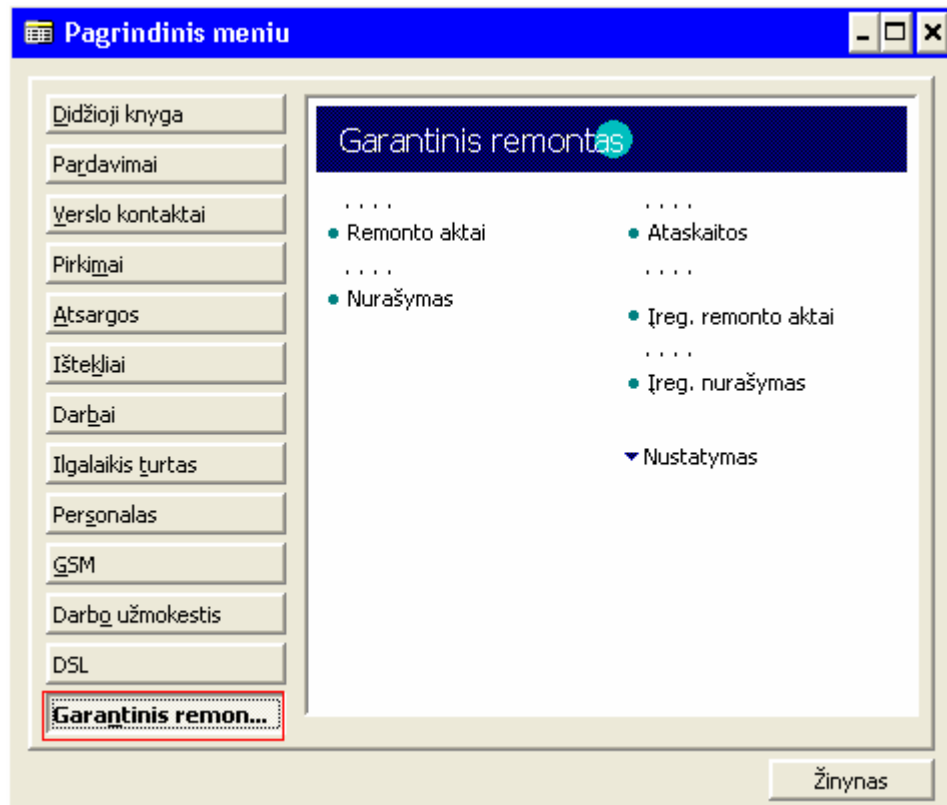 Pagrindinis meniu
Didžioji knyga
Pardavimai
Verslo kontaktai
Pirkimai
Atsargos
Ištekliai
Darbai
Ilgalaikis turtas
Personalas
GSM
Darbo užmokestis
DSL
Garantinis remon...
Garantinis remontas
. . . .
Remonto aktai
. . . .
Nurašymas
. . . .
Ataskaitos
. . . .
Įreg. remonto aktai
. . . .
Įreg. nurašymas
Nustatymas
Žinynas